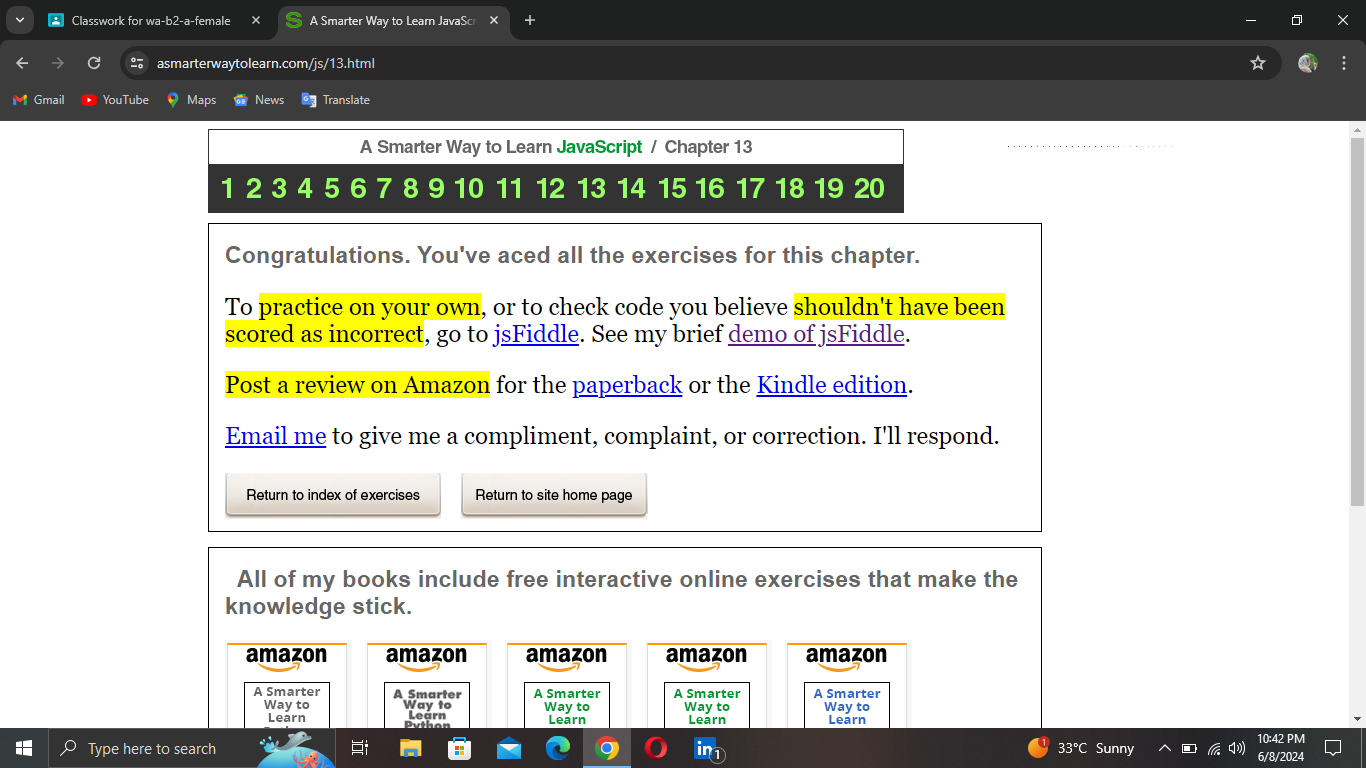 Classwork for wa-b2-a-female
A Smarter Way to Learn JavaSc
asmarterwaytolearn.com/js/13.html
Gmail YouTube Maps News Translate
A Smarter Way to Learn JavaScript / Chapter 13
1 2 3 4 5 6 7 8 9 10 11 12 13 14 15 16 17 18 19 20
Congratulations. You've aced all the exercises for this chapter.
To practice on your own, or to check code you believe shouldn't have been
scored as incorrect, go to jsFiddle. See my brief demo of jsFiddle.
Post a review on Amazon for the paperback or the Kindle edition.
Email me to give me a compliment, complaint, or correction. I'll respond.
Return to index of exercises Return to site home page
All of my books include free interactive online exercises that make the
knowledge stick.
amazon amazon amazon amazon amazon
A Smarter A Smarter A Smarter A Smarter A Smarter
Way to Way to Way to Way to Way to
Learn Learn Learn Learn Learn
Python
Type here to search
in 1
1
33°C Sunny
10:42 PM
6/8/2024